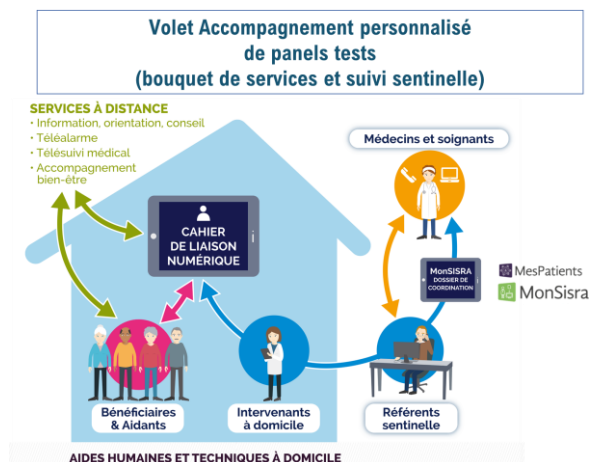 Volet Accompagnement personnalisé
de panels tests
(bouquet de services et suivi sentinelle)
SERVICES À DISTANCE
• Information, orientation, conseil
• Téléalarme
• Télésuivi médical
• Accompagnement
bien-être
Médecins et soignants
CAHIER
DE LIAISON
NUMÉRIQUE
MonSISRA
DOSSIER DE
COORDINATION
MesPatients
MonSisra
Bénéficiaires
& Aidants
Intervenants
à domicile
Référents
sentinelle
AIDES HUMAINES ET TECHNIQUES À DOMICILE